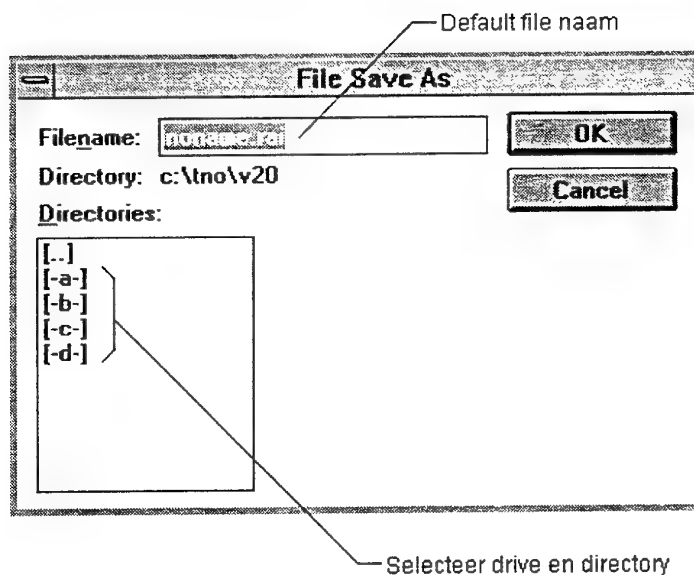 Default file naam
File Save As
Filename:
OK
Directory: c:\tno\v20
Cancel
Directories:
[..]
[-a-]
[-b-]
[-c-]
[-d-]
Selecteer drive en directory